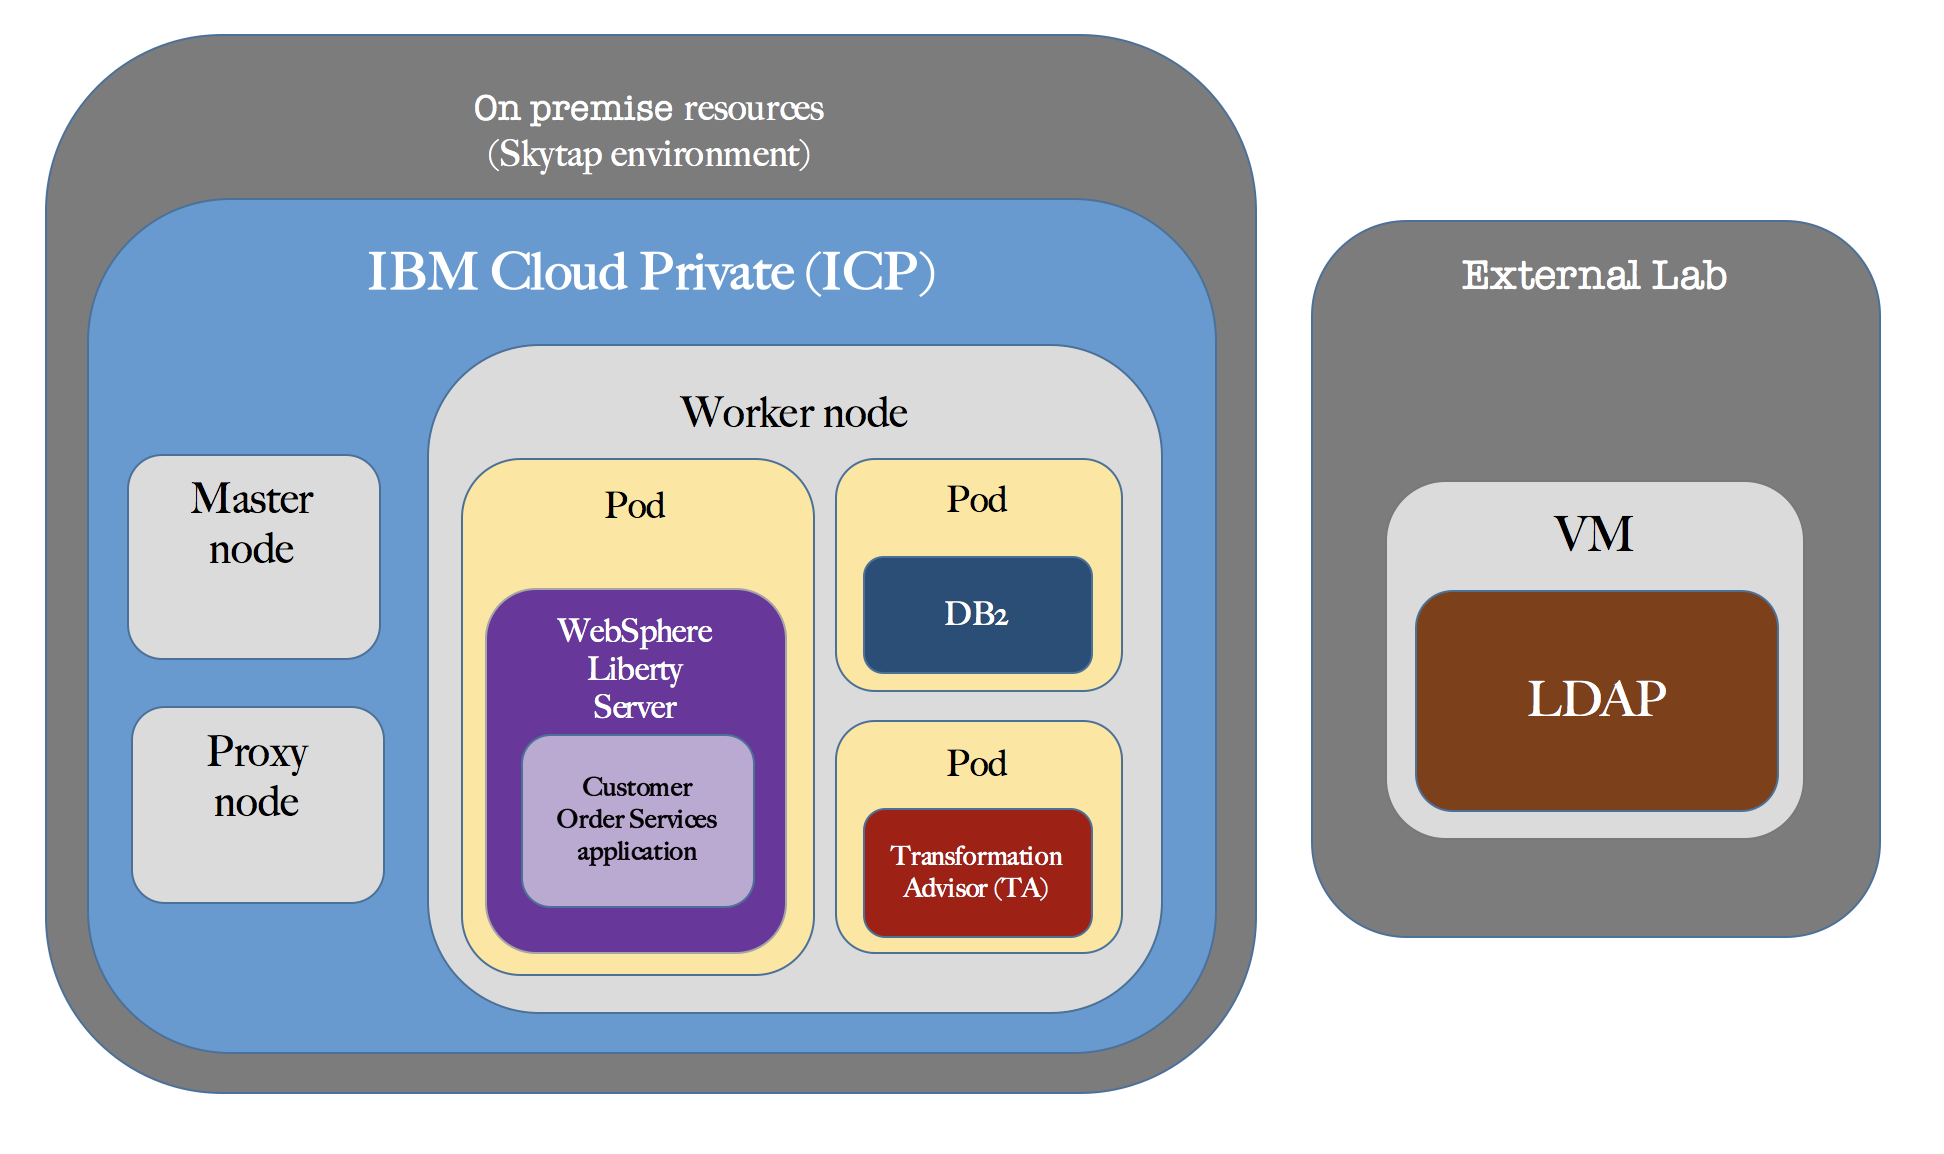 On premise resources
(Skytap environment)
IBM Cloud Private (ICP)
Worker node
Master
node
Proxy
node
Pod
WebSphere
Liberty
Server
Customer
Order Services
application
Pod
DB2
Pod
Transformation
Advisor (TA)
External Lab
VM
LDAP